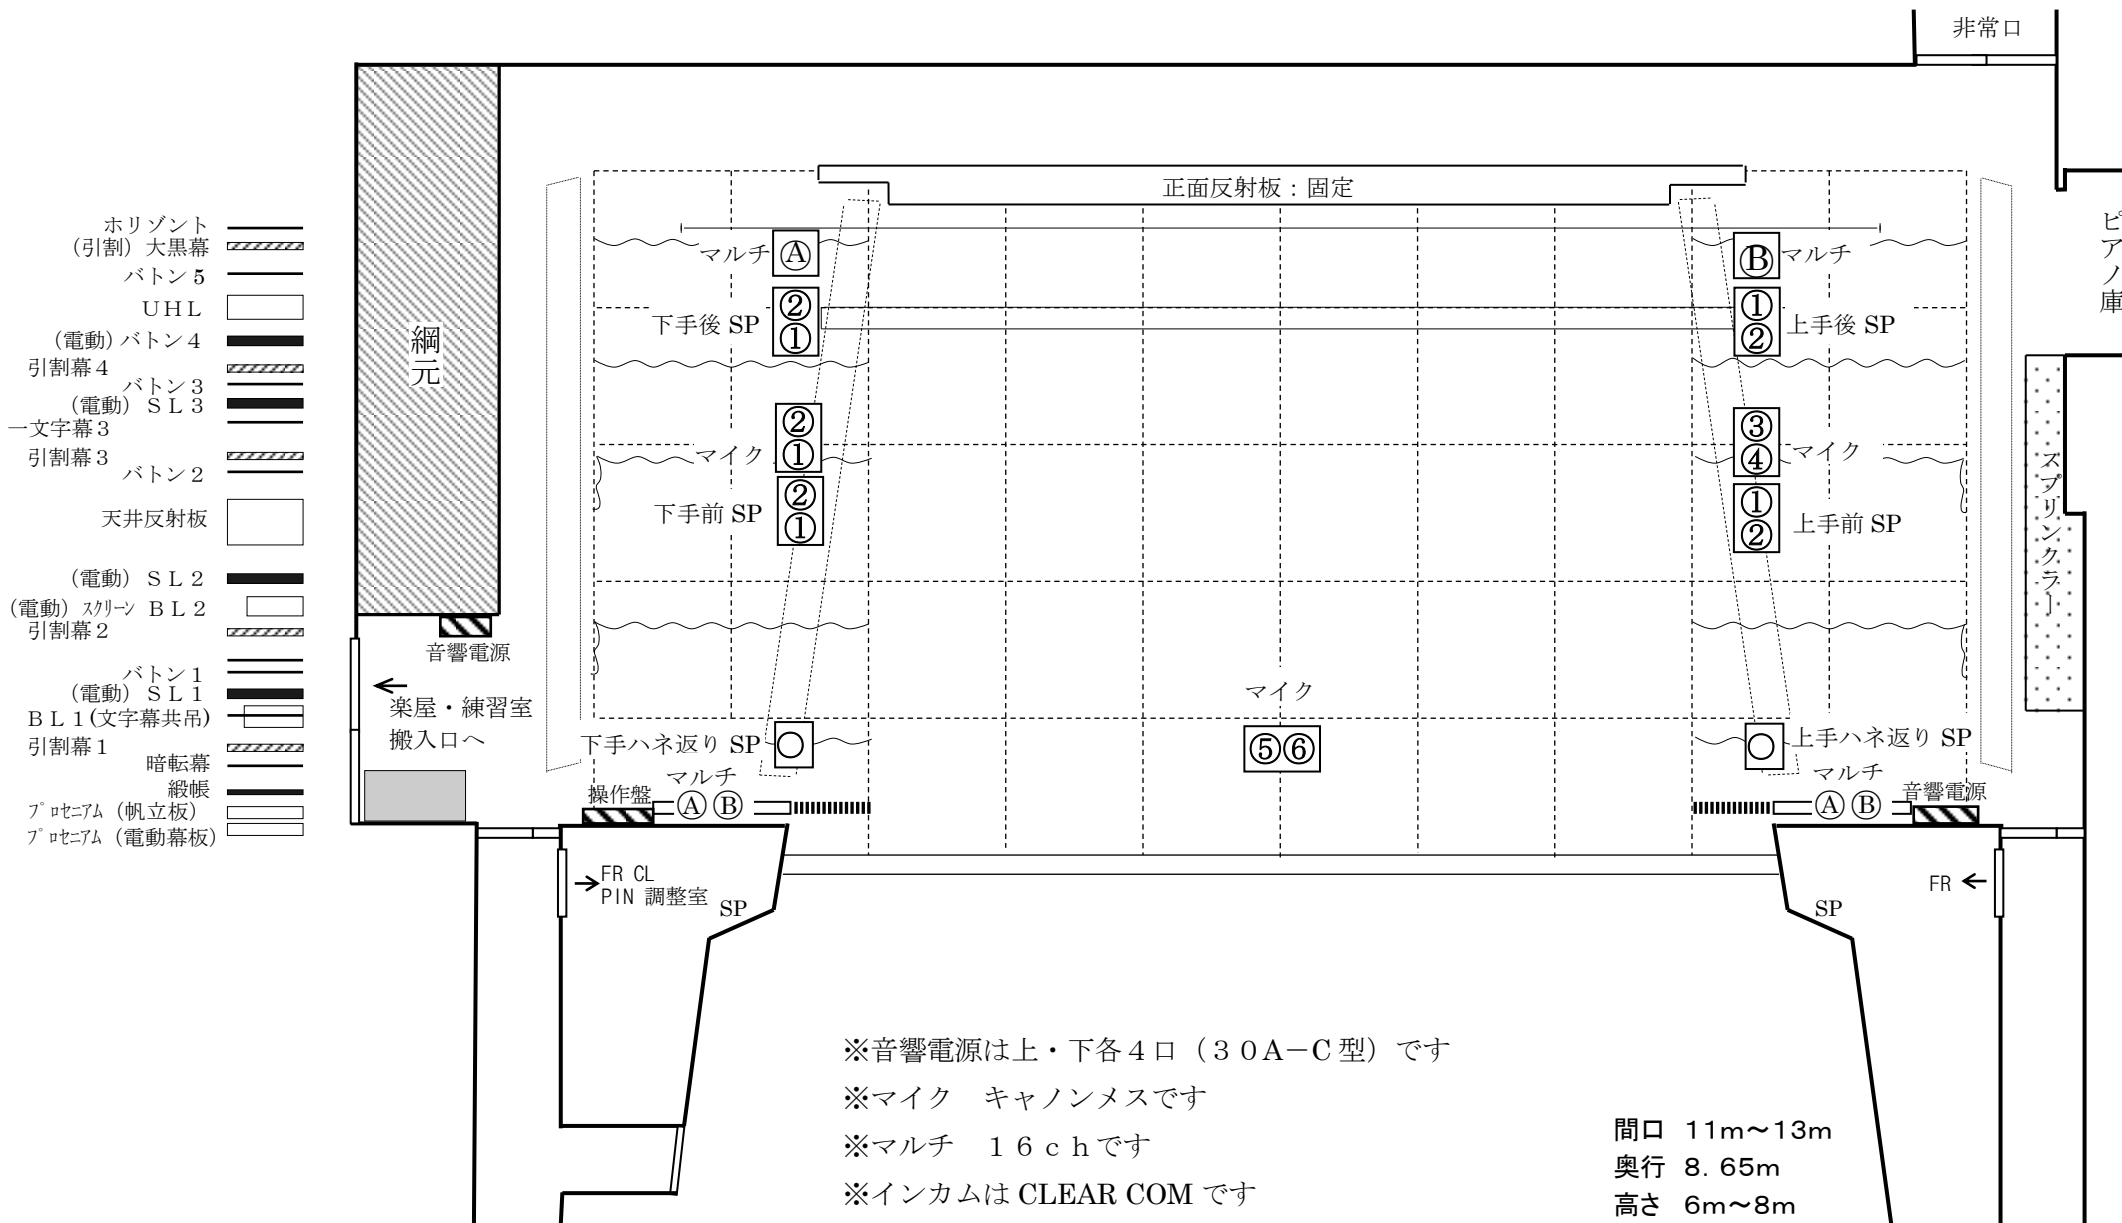 非常口
正面反射板：固定
ピアノ庫
ホリゾント
(引割) 大黒幕
バトン 5
ＵＨＬ
(電動) バトン４
引割幕４
バトン３
(電動) ＳＬ３
一文字幕３
引割幕３
バトン２
天井反射板
(電動) ＳＬ２
(電動) スクリーン ＢＬ２
引割幕２
バトン１
(電動) ＳＬ１
ＢＬ１(文字幕共吊)
引割幕１
暗転幕
緞帳
プロセニアム (帆立板)
プロセニアム (電動幕板)
綱元
マルチ Ⓐ
Ⓑ マルチ
下手後 SP ② ①
① ② 上手後 SP
マイク ② ①
③ ④ マイク
下手前 SP ② ①
① ② 上手前 SP
スプリンクラー
音響電源
←
楽屋・練習室
搬入口へ
マイク
⑤⑥
下手ハネ返り SP ○
○ 上手ハネ返り SP
マルチ
Ⓐ Ⓑ
操作盤
マルチ
Ⓐ Ⓑ
音響電源
→ FR CL
PIN 調整室
SP
SP
FR ←
※音響電源は上・下各４口（３０A－C 型）です
※マイク　キャノンメスです
※マルチ　１６ｃｈです
※インカムは CLEAR COM です
間口 11m～13m
奥行 8．65m
高さ 6m～8m